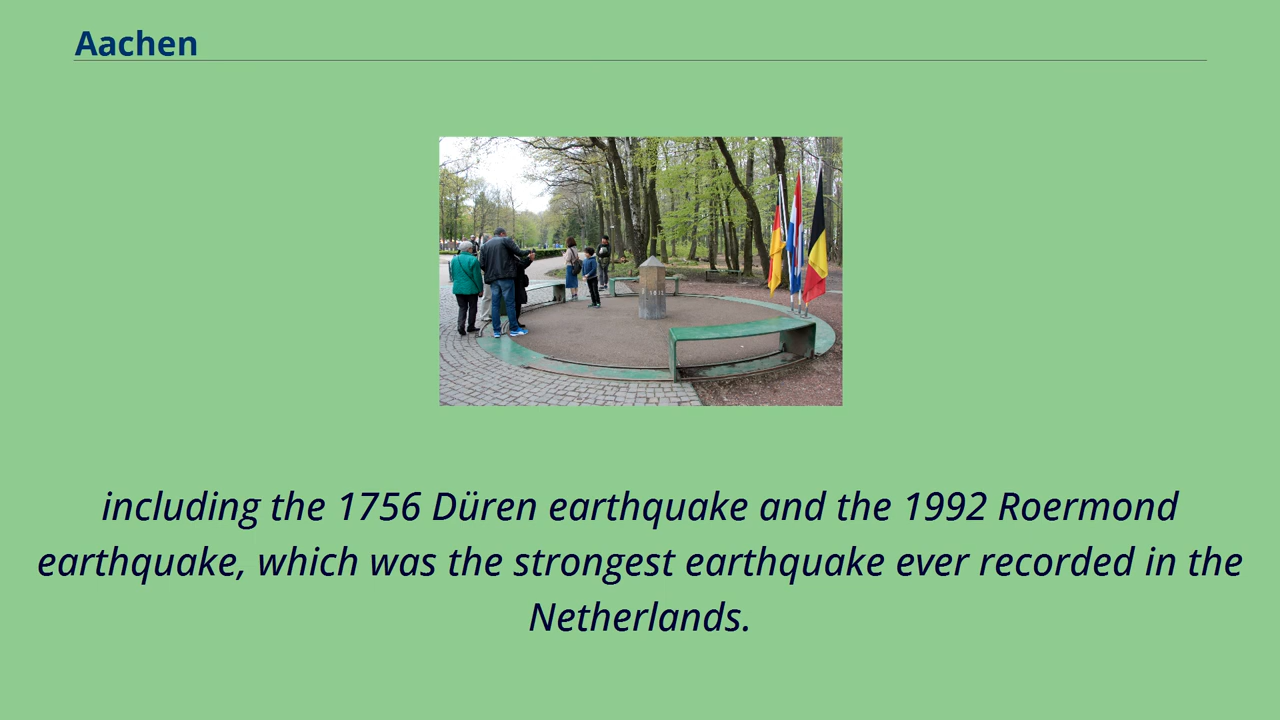 Aachen
including the 1756 Düren earthquake and the 1992 Roermond
earthquake, which was the strongest earthquake ever recorded in the
Netherlands.